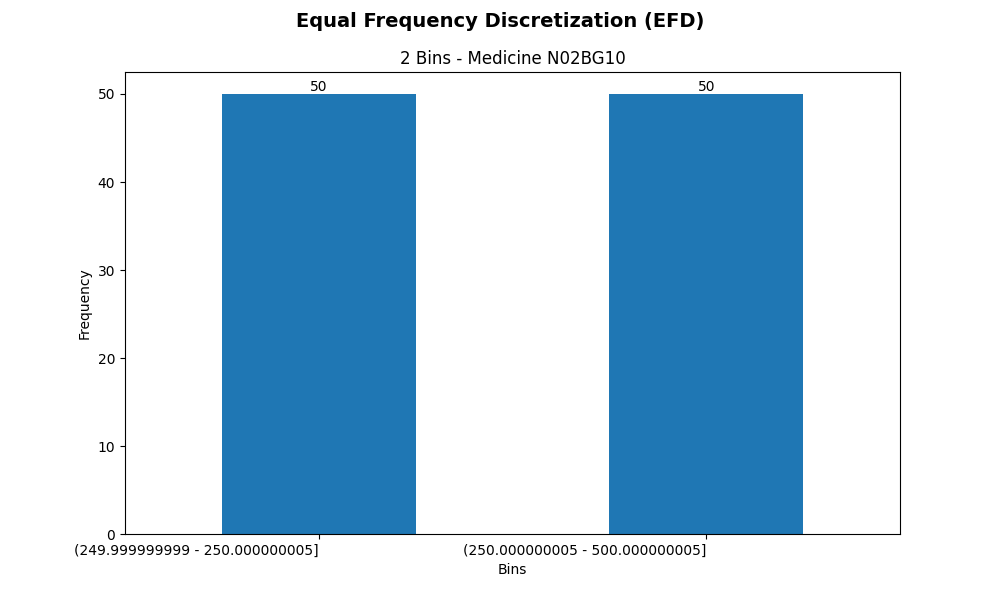 Equal Frequency Discretization (EFD)
2 Bins - Medicine N02BG10
50
50
50
40
30
20
10
0
Frequency
(249.999999999 - 250.000000005]
(250.000000005 - 500.000000005]
Bins